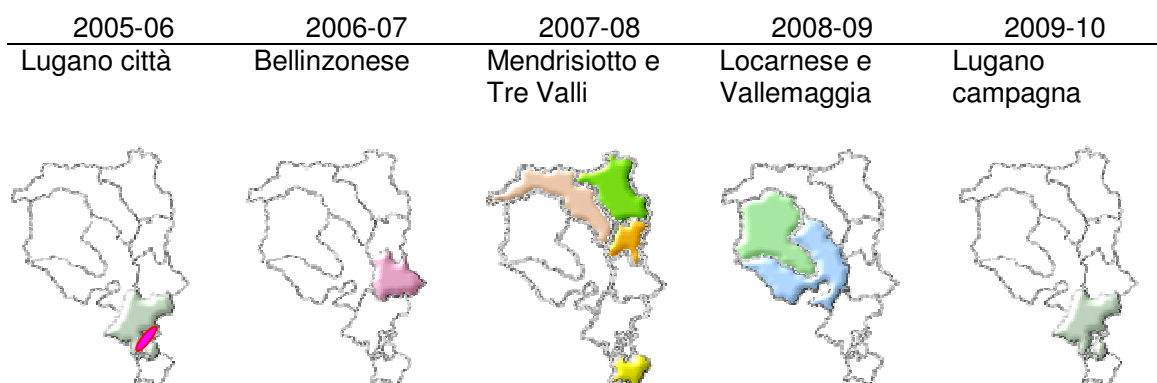 2005-06 2006-07 2007-08 2008-09 2009-10
Lugano città Bellinzonese Mendrisiotto e Locarnese e Lugano
Tre Valli Vallemaggia campagna